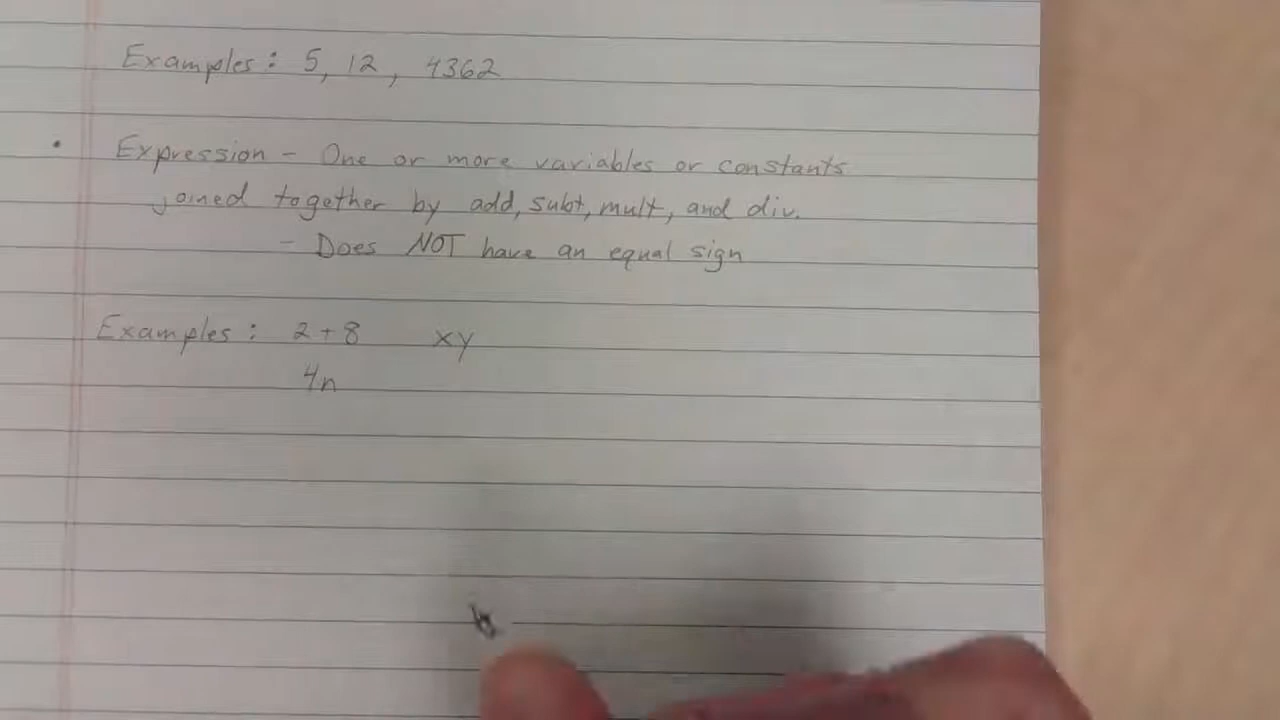 Examples: 5, 12, 4362
• Expression - One or more variables or constants
joined together by add, subt, mult, and div.
- Does NOT have an equal sign
Examples: 2+8 xy
4n